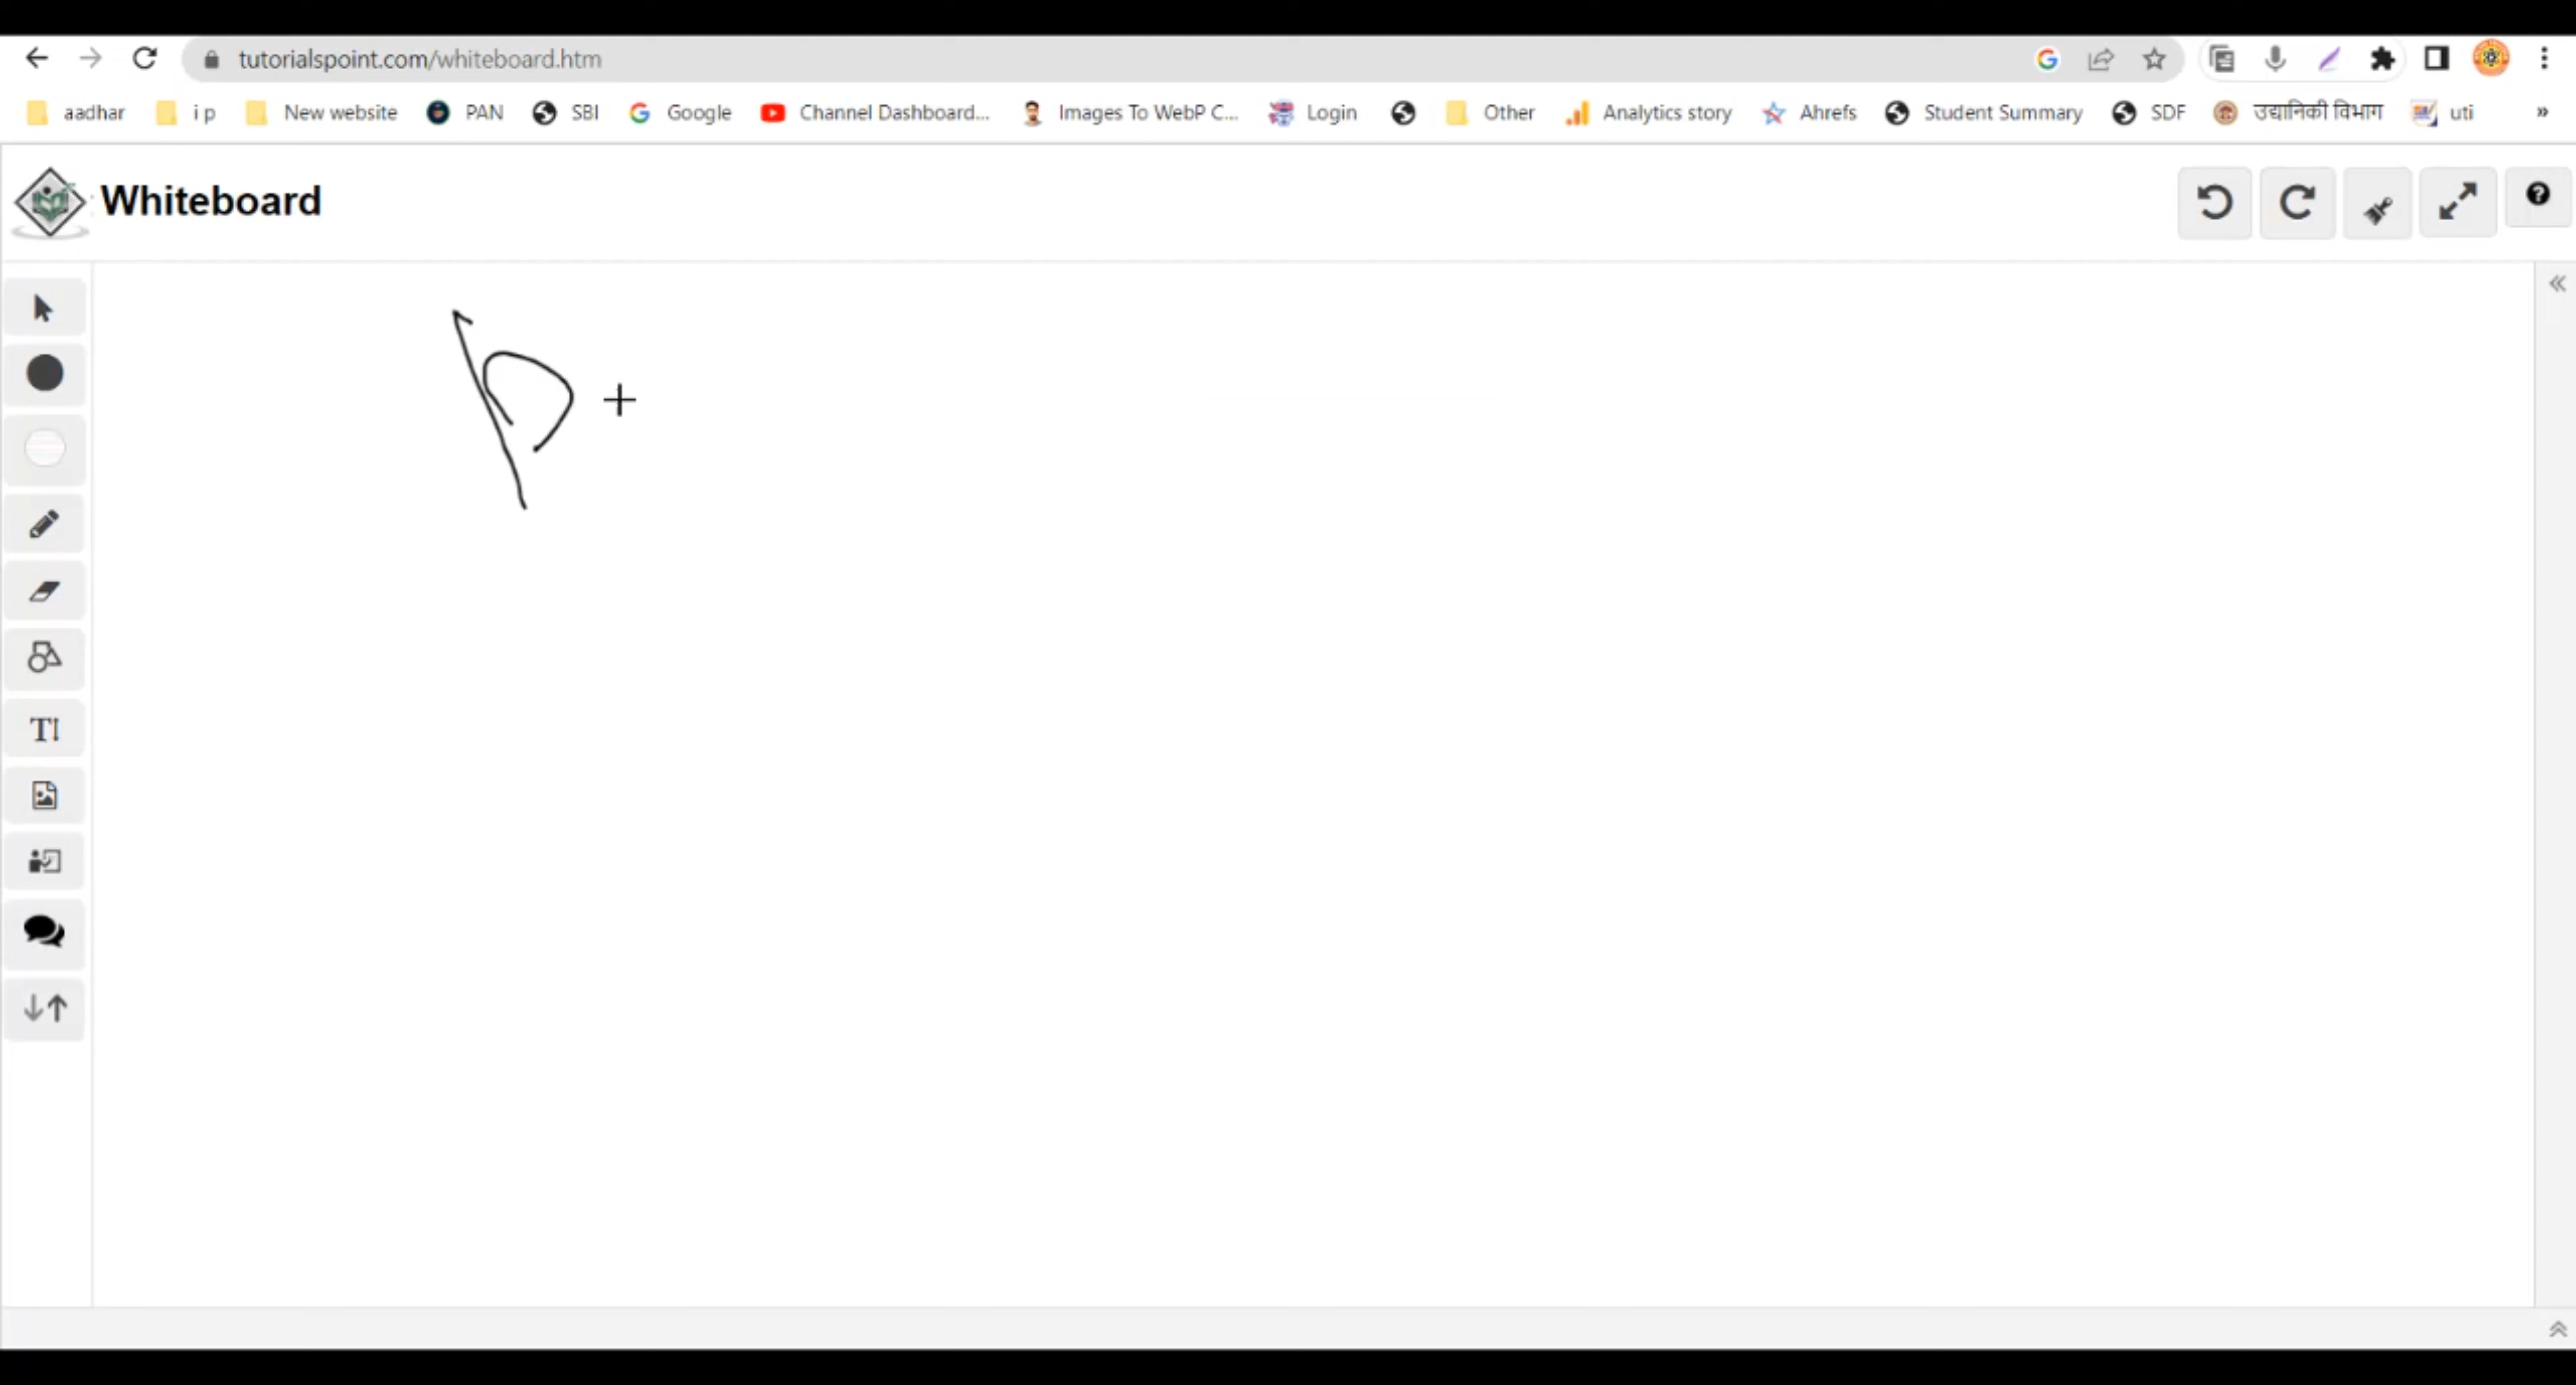 tutorialspoint.com/whiteboard.htm
aadhar i p New website PAN SBI Google Channel Dashboard... Images To WebP C... Login Other Analytics story Ahrefs Student Summary SDF उद्यानिकी विभाग uti »
Whiteboard